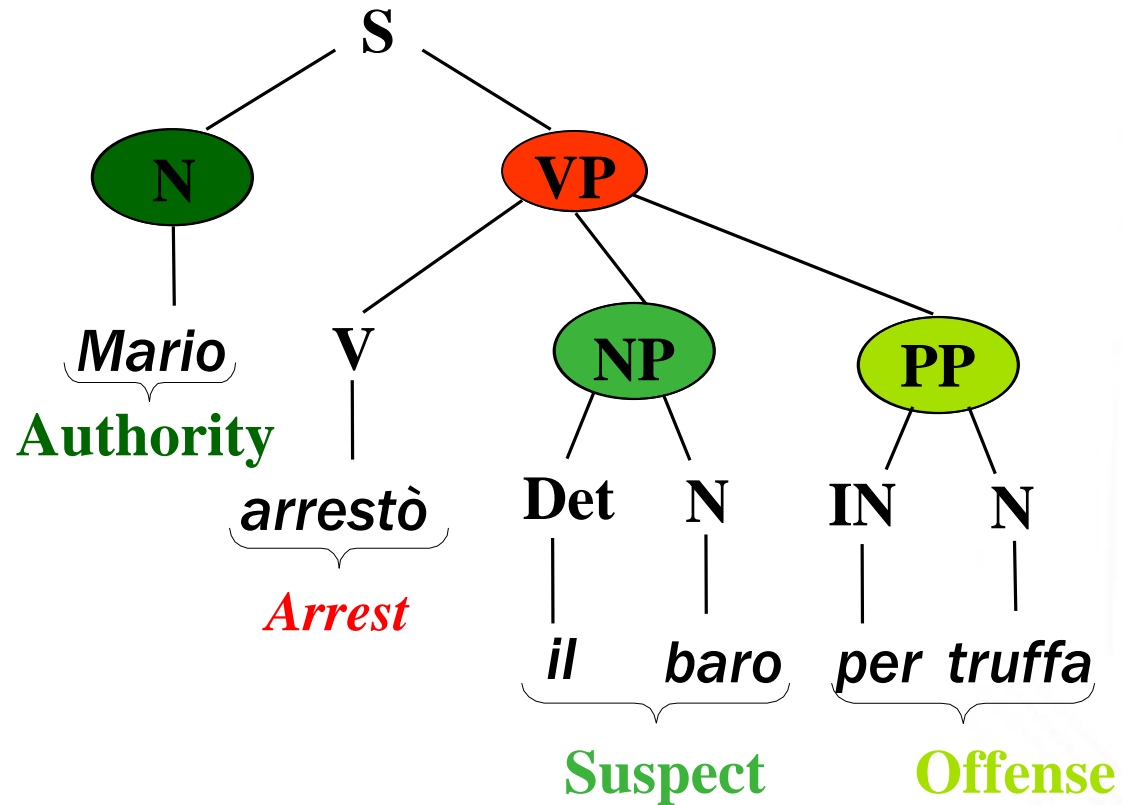 S
N VP
Mario V NP PP
Authority
arrestò Det N IN N
Arrest
il baro per truffa
Suspect Offense